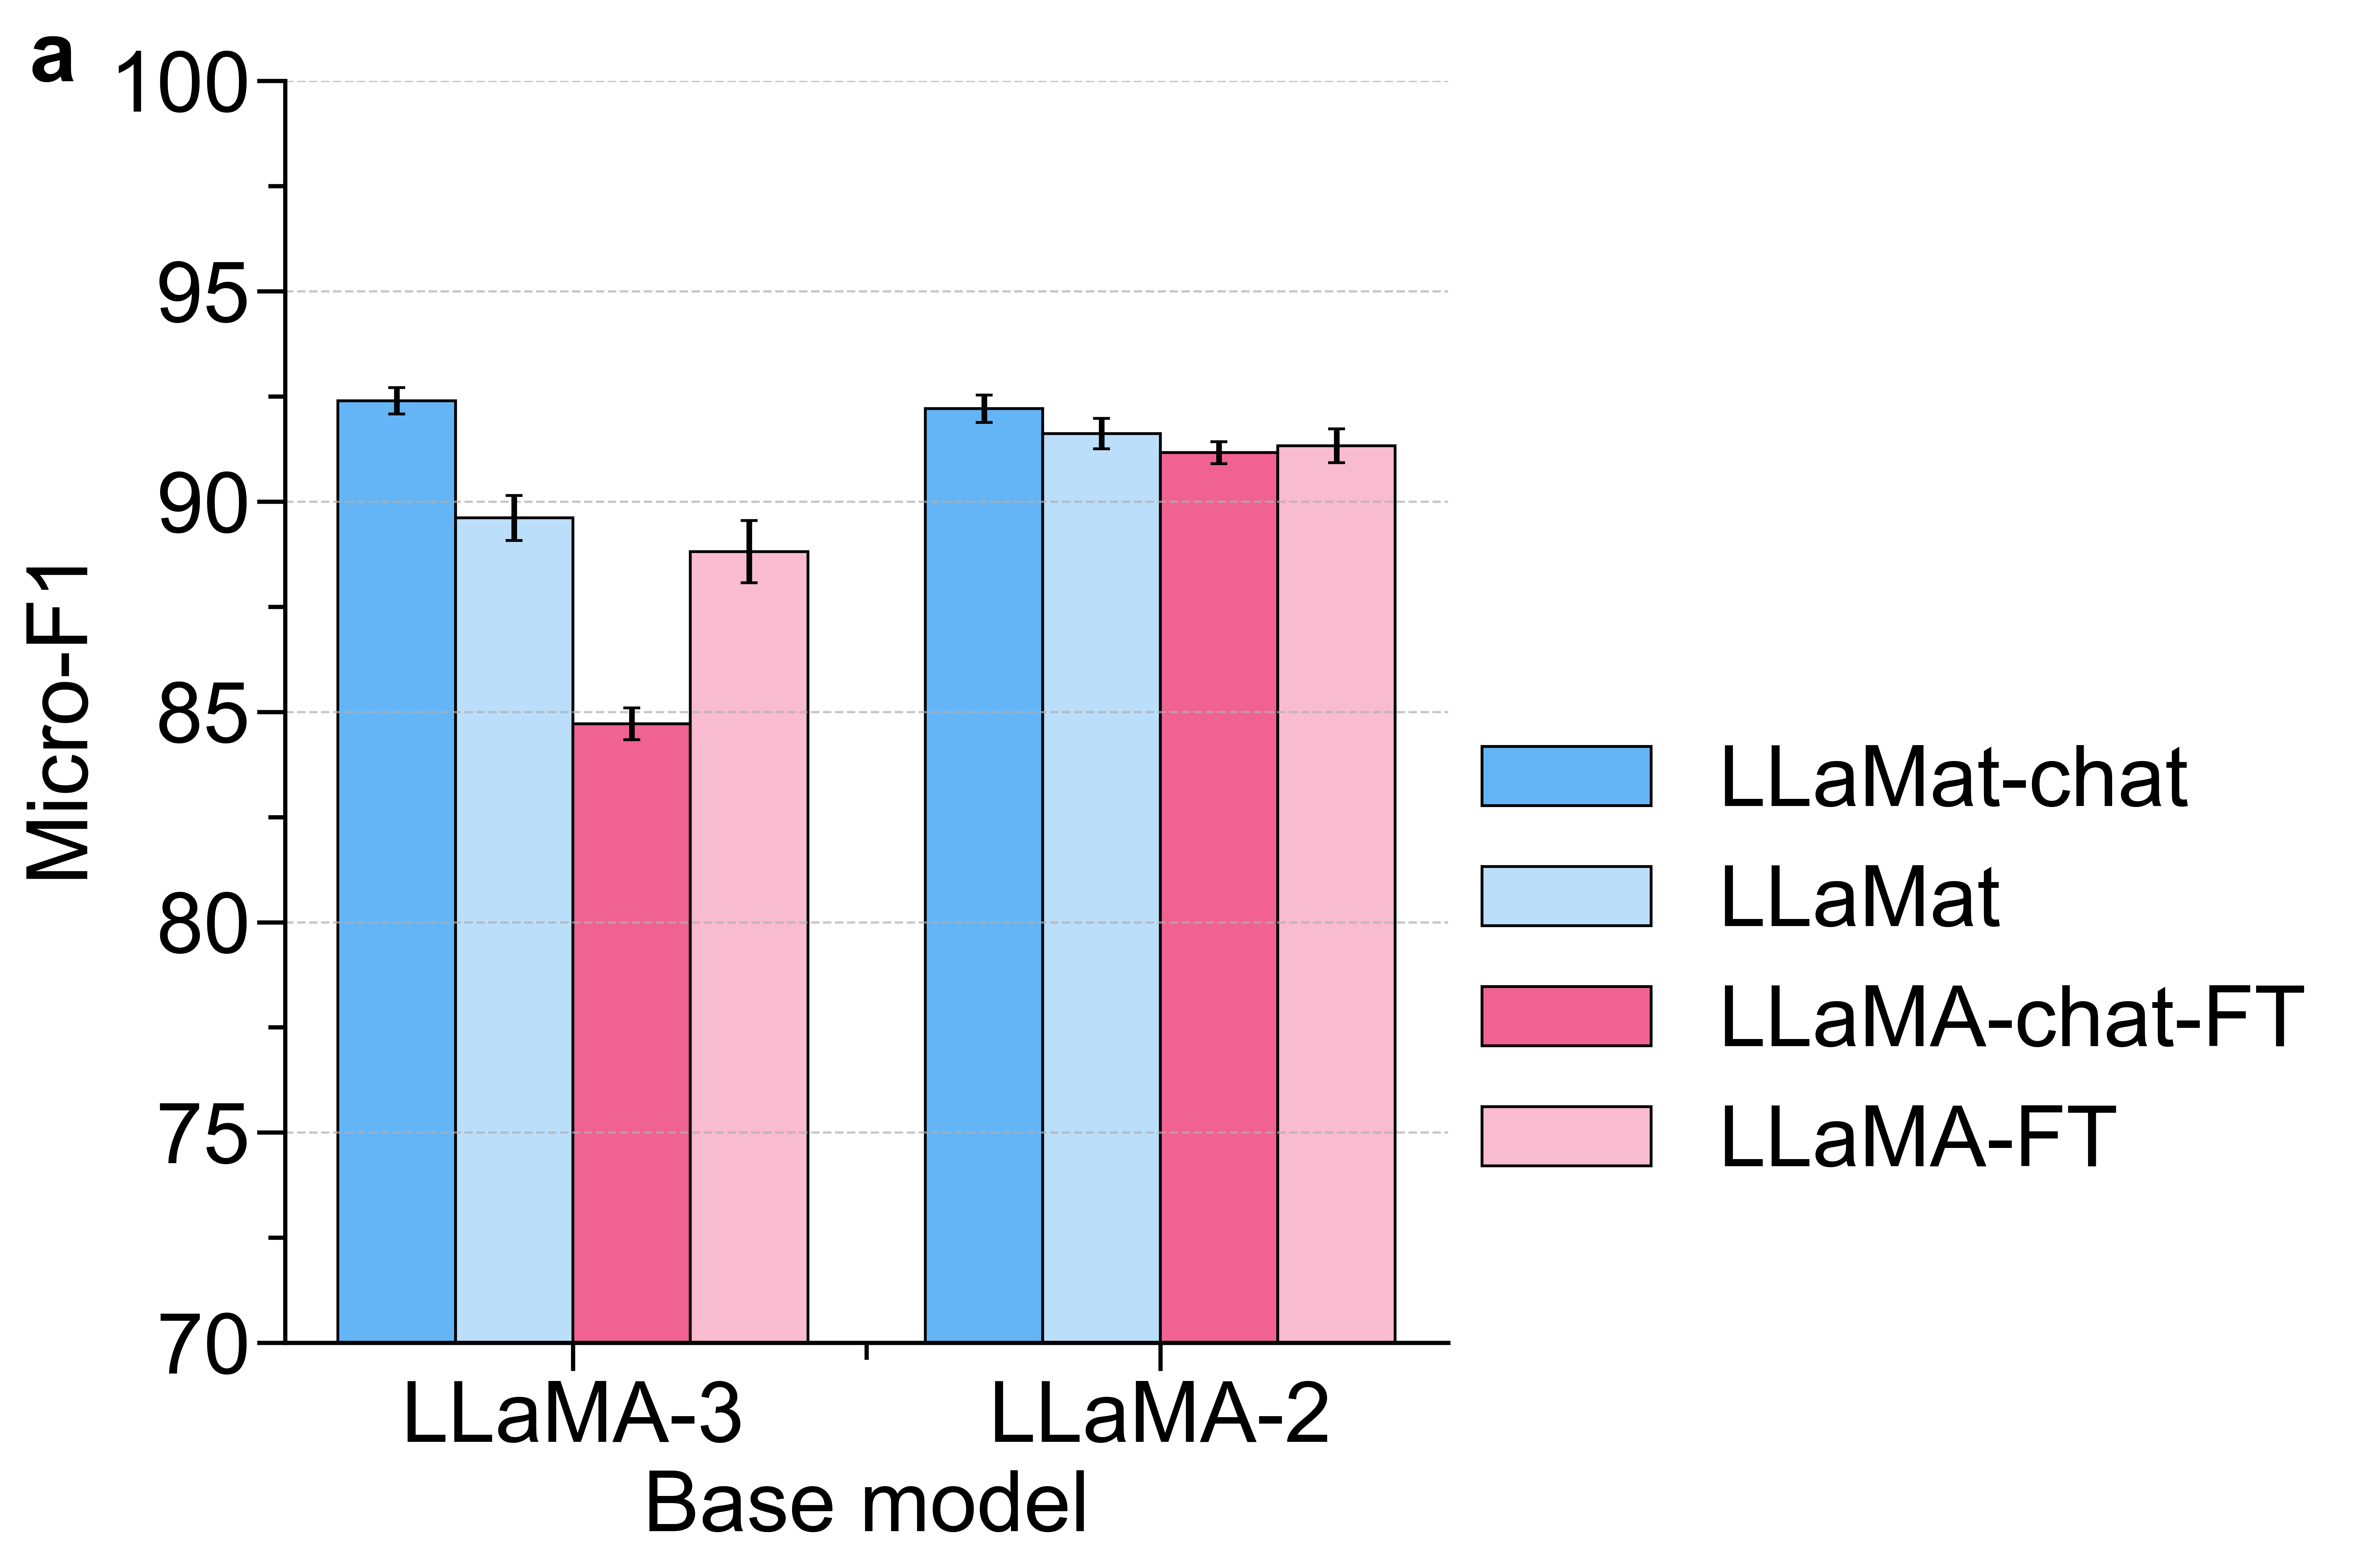 a
100
95
90
85
80
75
70
Micro-F1
LLaMA-3
LLaMA-2
Base model
LLaMat-chat
LLaMat
LLaMA-chat-FT
LLaMA-FT